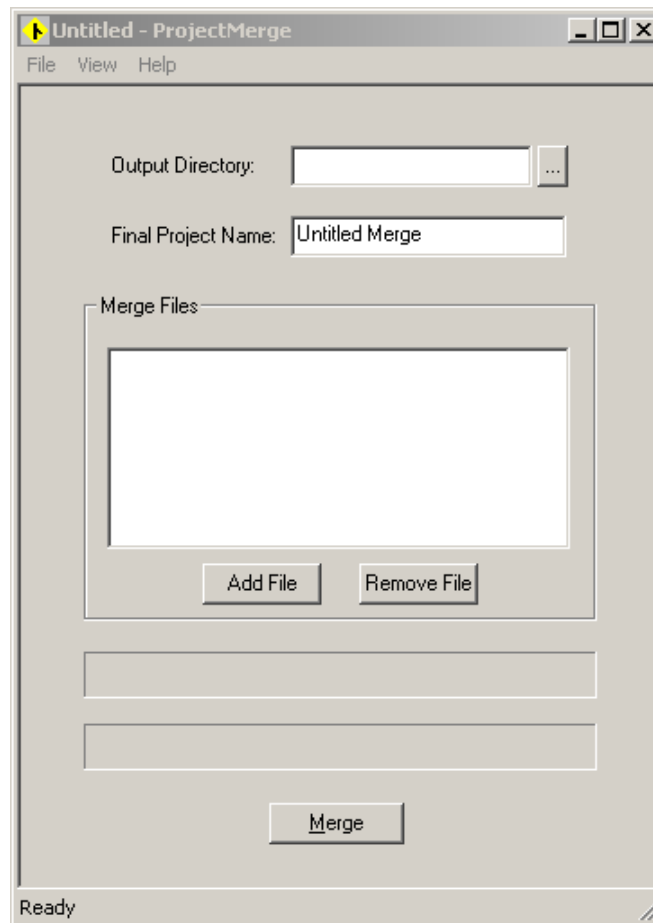 Untitled - ProjectMerge
File View Help
Output Directory:
...
Final Project Name: Untitled Merge
Merge Files
Add File Remove File
Merge
Ready